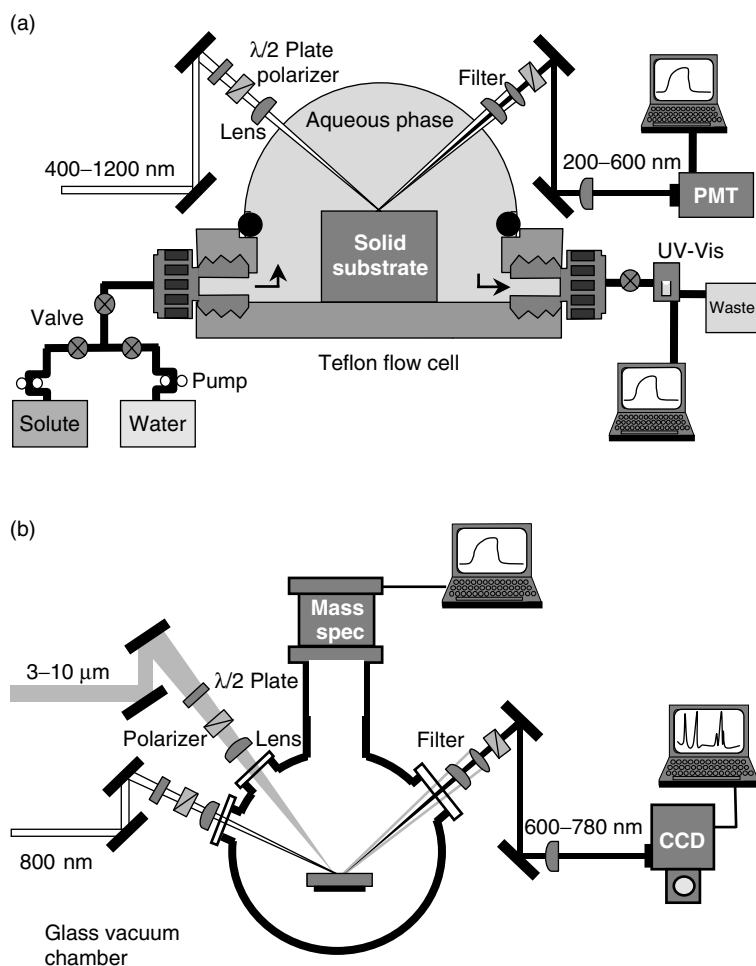 (a)
λ/2 Plate
polarizer
Lens
Filter
Aqueous phase
400–1200 nm
200–600 nm
PMT
Solid
substrate
UV-Vis
Waste
Valve
Teflon flow cell
Pump
Solute
Water
(b)
Mass
spec
3–10 μm
λ/2 Plate
Polarizer
Lens
Filter
600–780 nm
CCD
800 nm
Glass vacuum
chamber